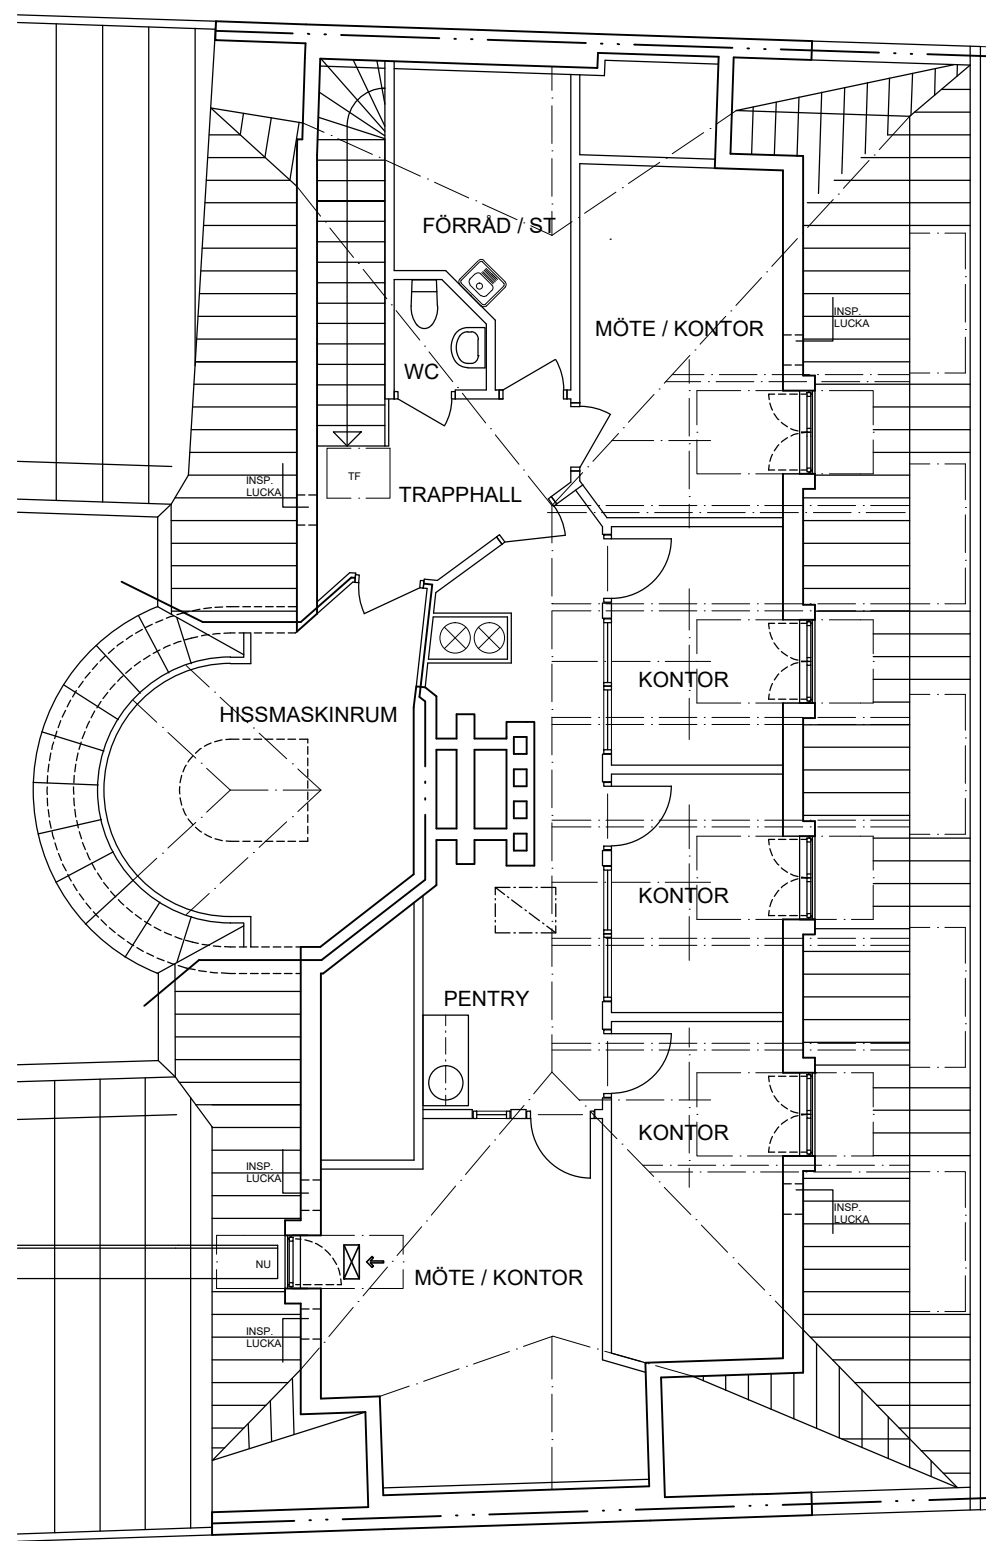 FÖRRÅD / ST
INSP.
LUCKA
MÖTE / KONTOR
WC
TF
INSP.
LUCKA
TRAPPHALL
KONTOR
HISSMASKINRUM
KONTOR
PENTRY
KONTOR
INSP.
LUCKA
INSP.
LUCKA
NU
MÖTE / KONTOR
INSP.
LUCKA